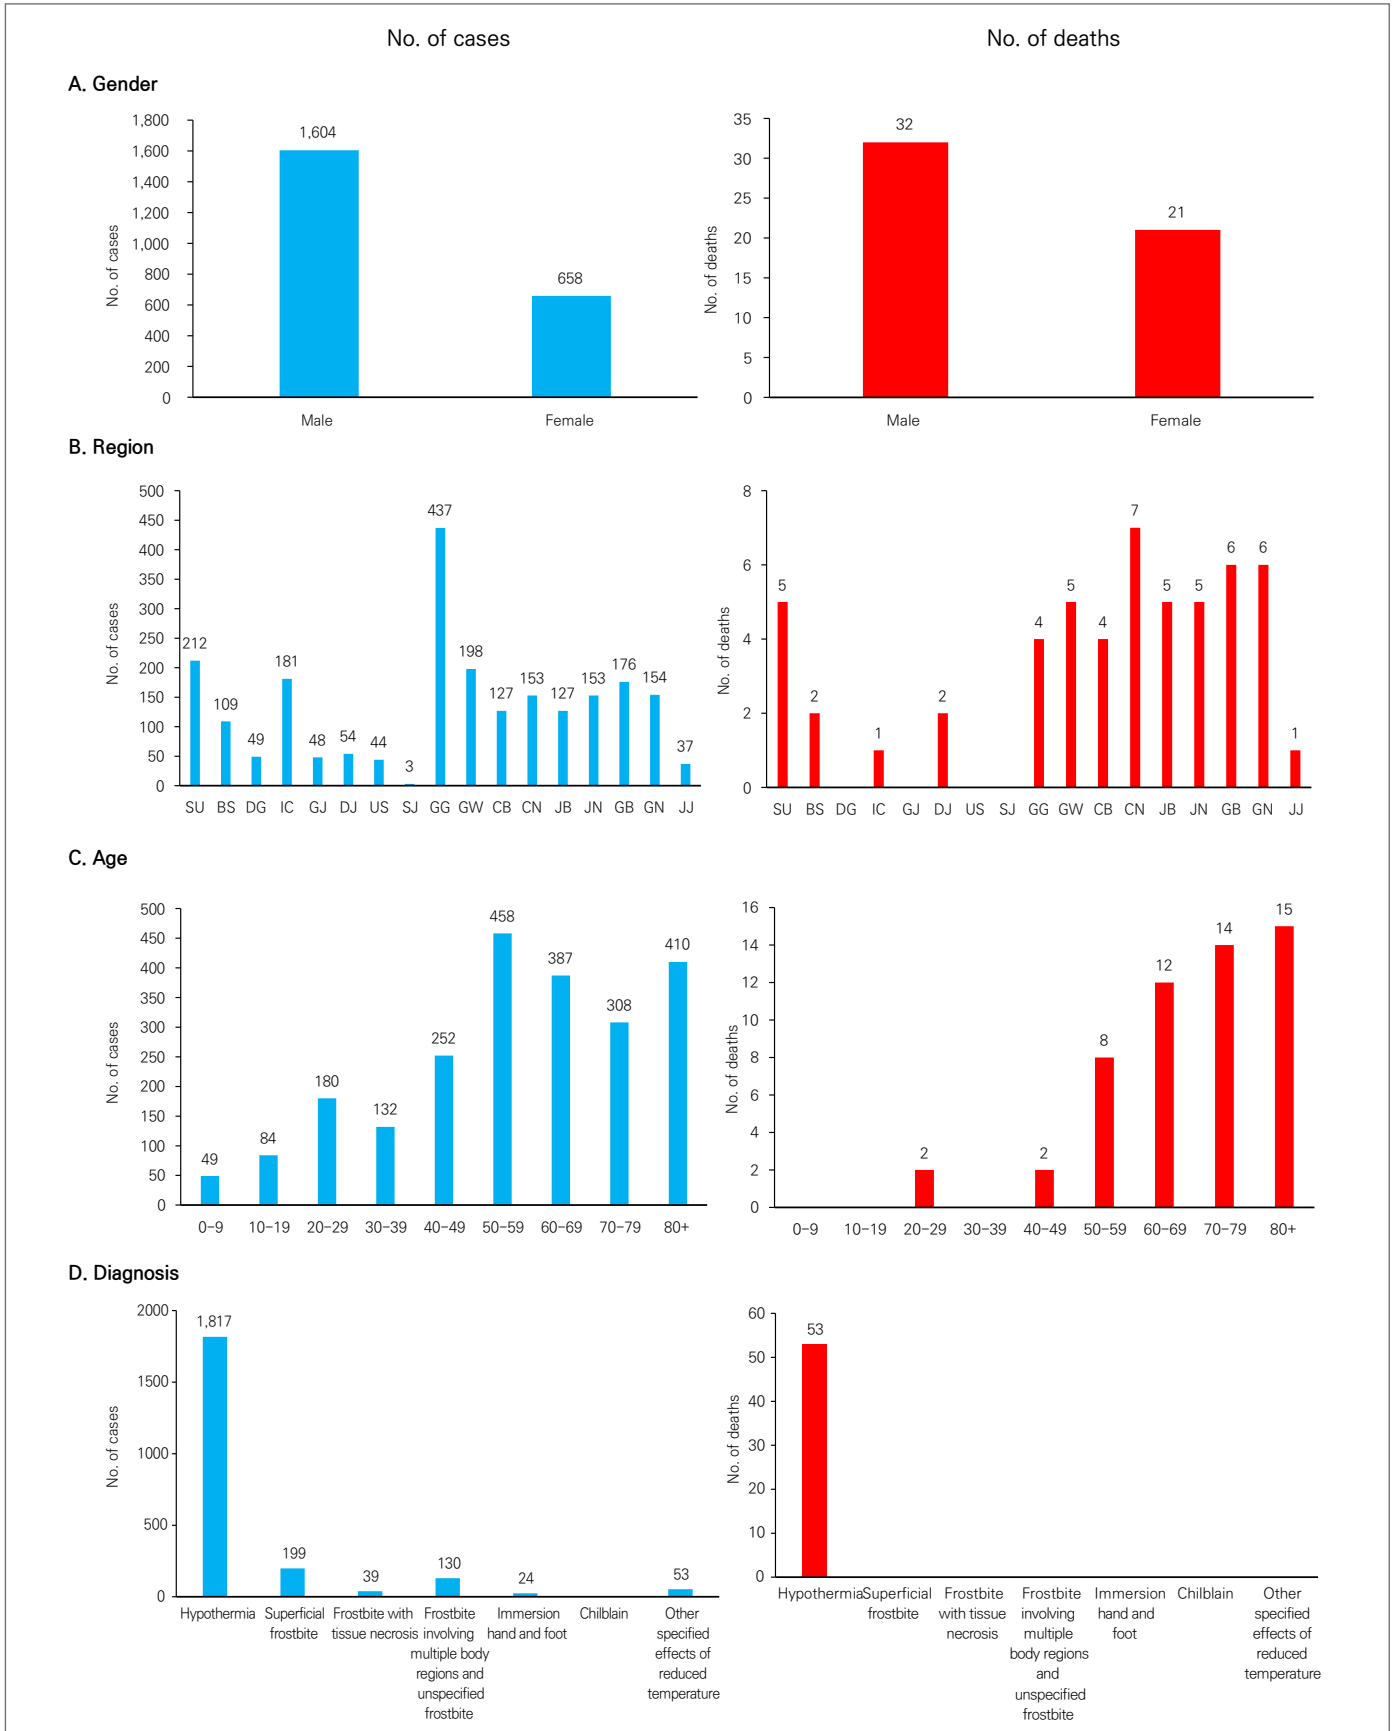 No. of cases
No. of deaths
A. Gender
1,800
1,600
1,400
1,200
1,000
800
600
400
200
0
No. of cases
1,604
658
Male
Female
35
30
25
20
15
10
5
0
No. of deaths
32
21
Male
Female
B. Region
500
450
400
350
300
250
200
150
100
50
0
No. of cases
212
109
49
181
48
54
44
3
437
198
127
153
127
153
176
154
37
SU BS DG IC GJ DJ US SJ GG GW CB CN JB JN GB GN JJ
8
6
4
2
0
No. of deaths
5
2
1
2
4
5
4
7
5
5
6
6
1
SU BS DG IC GJ DJ US SJ GG GW CB CN JB JN GB GN JJ
C. Age
500
450
400
350
300
250
200
150
100
50
0
No. of cases
49
84
180
132
252
458
387
308
410
0-9 10-19 20-29 30-39 40-49 50-59 60-69 70-79 80+
16
14
12
10
8
6
4
2
0
No. of deaths
2
2
8
12
14
15
0-9 10-19 20-29 30-39 40-49 50-59 60-69 70-79 80+
D. Diagnosis
2000
1500
1000
500
0
No. of cases
1,817
199
39
130
24
53
Hypothermia
Superficial
frostbite
Frostbite with
tissue necrosis
Frostbite
involving
multiple body
regions and
unspecified
frostbite
Immersion
hand and foot
Chilblain
Other
specified
effects of
reduced
temperature
60
50
40
30
20
10
0
No. of deaths
53
Hypothermia
Superficial
frostbite
Frostbite
with tissue
necrosis
Frostbite
involving
multiple
body regions
and
unspecified
frostbite
Immersion
hand and
foot
Chilblain
Other
specified
effects of
reduced
temperature